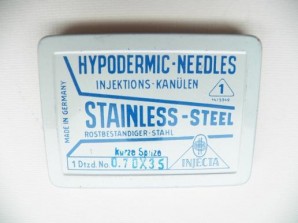 HYPODERMIC-NEEDLES
INJEKTIONS-KANÜLEN
1
MADE IN GERMANY
STAINLESS-STEEL
ROSTBESTÄNDIGER-STAHL
kurze Spitze
1 Dtzd. No. 0.70X35
INJECTA